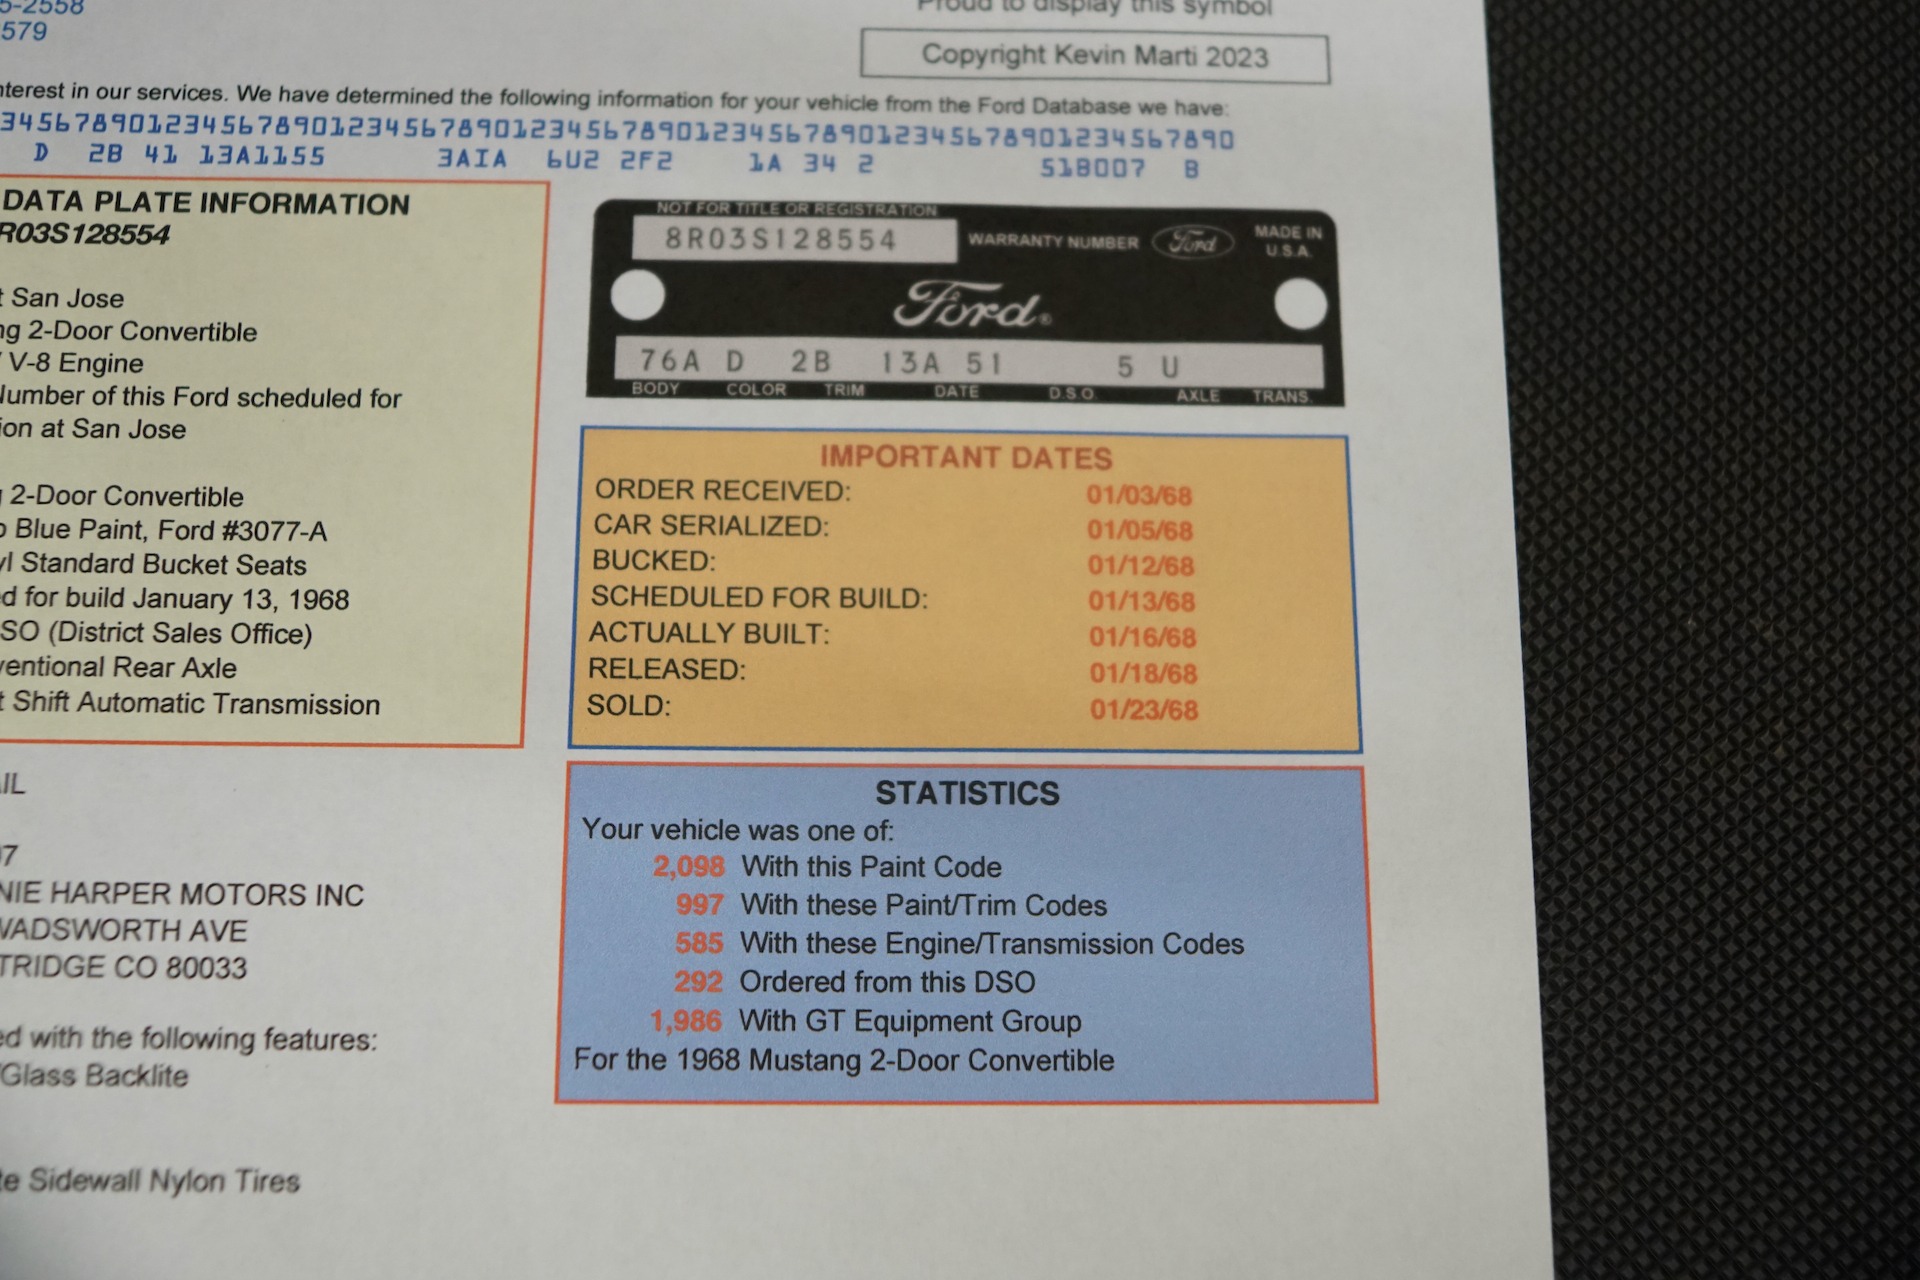 5-2558
579
Proud to display this symbol
Copyright Kevin Marti 2023
nterest in our services. We have determined the following information for your vehicle from the Ford Database we have:
34567890123456789012345678901234567890123456789012345678901234567890
D 2B 41 13A1155 3AIA 6U2 2F2 1A 34 2 518007 B
DATA PLATE INFORMATION
R03S128554
t San Jose
ng 2-Door Convertible
V-8 Engine
Number of this Ford scheduled for
ion at San Jose
2-Door Convertible
o Blue Paint, Ford #3077-A
yl Standard Bucket Seats
d for build January 13, 1968
SO (District Sales Office)
ventional Rear Axle
t Shift Automatic Transmission
NOT FOR TITLE OR REGISTRATION
8R03S128554 WARRANTY NUMBER Ford MADE IN
U.S.A.
Ford®
76A D 2B 13A 51 5 U
BODY COLOR TRIM DATE D.S.O. AXLE TRANS.
IMPORTANT DATES
ORDER RECEIVED: 01/03/68
CAR SERIALIZED: 01/05/68
BUCKED: 01/12/68
SCHEDULED FOR BUILD: 01/13/68
ACTUALLY BUILT: 01/16/68
RELEASED: 01/18/68
SOLD: 01/23/68
STATISTICS
Your vehicle was one of:
2,098 With this Paint Code
997 With these Paint/Trim Codes
585 With these Engine/Transmission Codes
292 Ordered from this DSO
1,986 With GT Equipment Group
For the 1968 Mustang 2-Door Convertible
IL
7
NIE HARPER MOTORS INC
WADSWORTH AVE
TRIDGE CO 80033
ed with the following features:
Glass Backlite
te Sidewall Nylon Tires